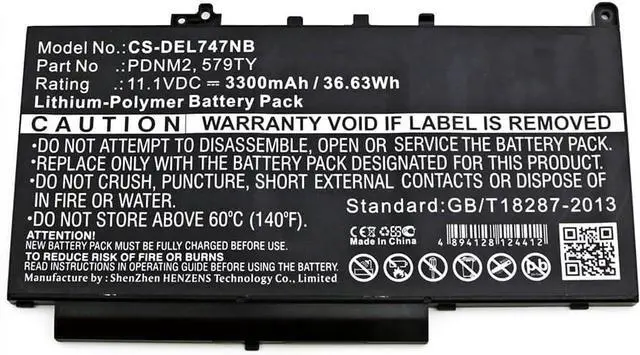 Model No.:CS-DEL747NB
Part No .:PDNM2, 579TY
Rating .:11.1VDC ⎓ 3300mAh / 36.63Wh
Lithium-Polymer Battery Pack
CAUTION WARRANTY VOID IF LABEL IS REMOVED
•DO NOT ATTEMPT TO DISASSEMBLE, OPEN OR SERVICE THE BATTERY PACK.
•REPLACE ONLY WITH THE BATTERY PACK DESIGNATED FOR THIS PRODUCT.
•DO NOT CRUSH, PUNCTURE, SHORT EXTERNAL CONTACTS OR DISPOSE OF
IN FIRE OR WATER.
•DO NOT STORE ABOVE 60°C (140°F).
Standard:GB/T18287-2013
ATTENTION!
NEW BATTERY PACK MUST BE FULLY CHARGED BEFORE USE.
TO REDUCE RISK OF FIRE OR BURNS
READ INSTRUCTIONS IN OPERATING GUIDE BEFORE USE.
Manufacture by : ShenZhen HENZENS Technology Co., Limited
CE
Made In China
4 894128 124412
Pb